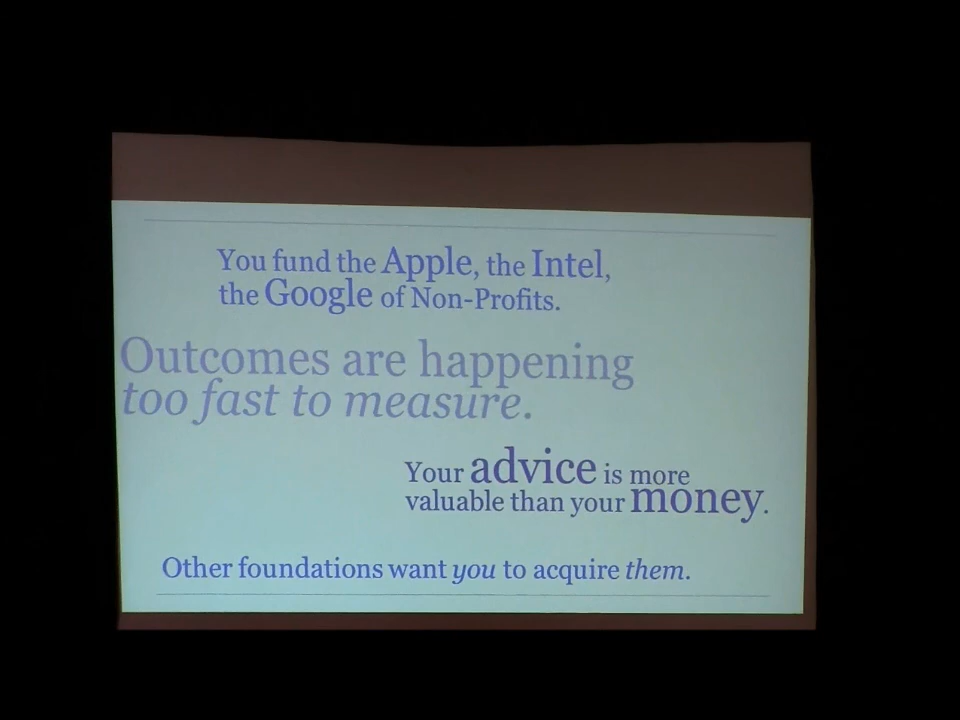 You fund the Apple, the Intel,
the Google of Non-Profits.
Outcomes are happening
too fast to measure.
Your advice is more
valuable than your money.
Other foundations want you to acquire them.